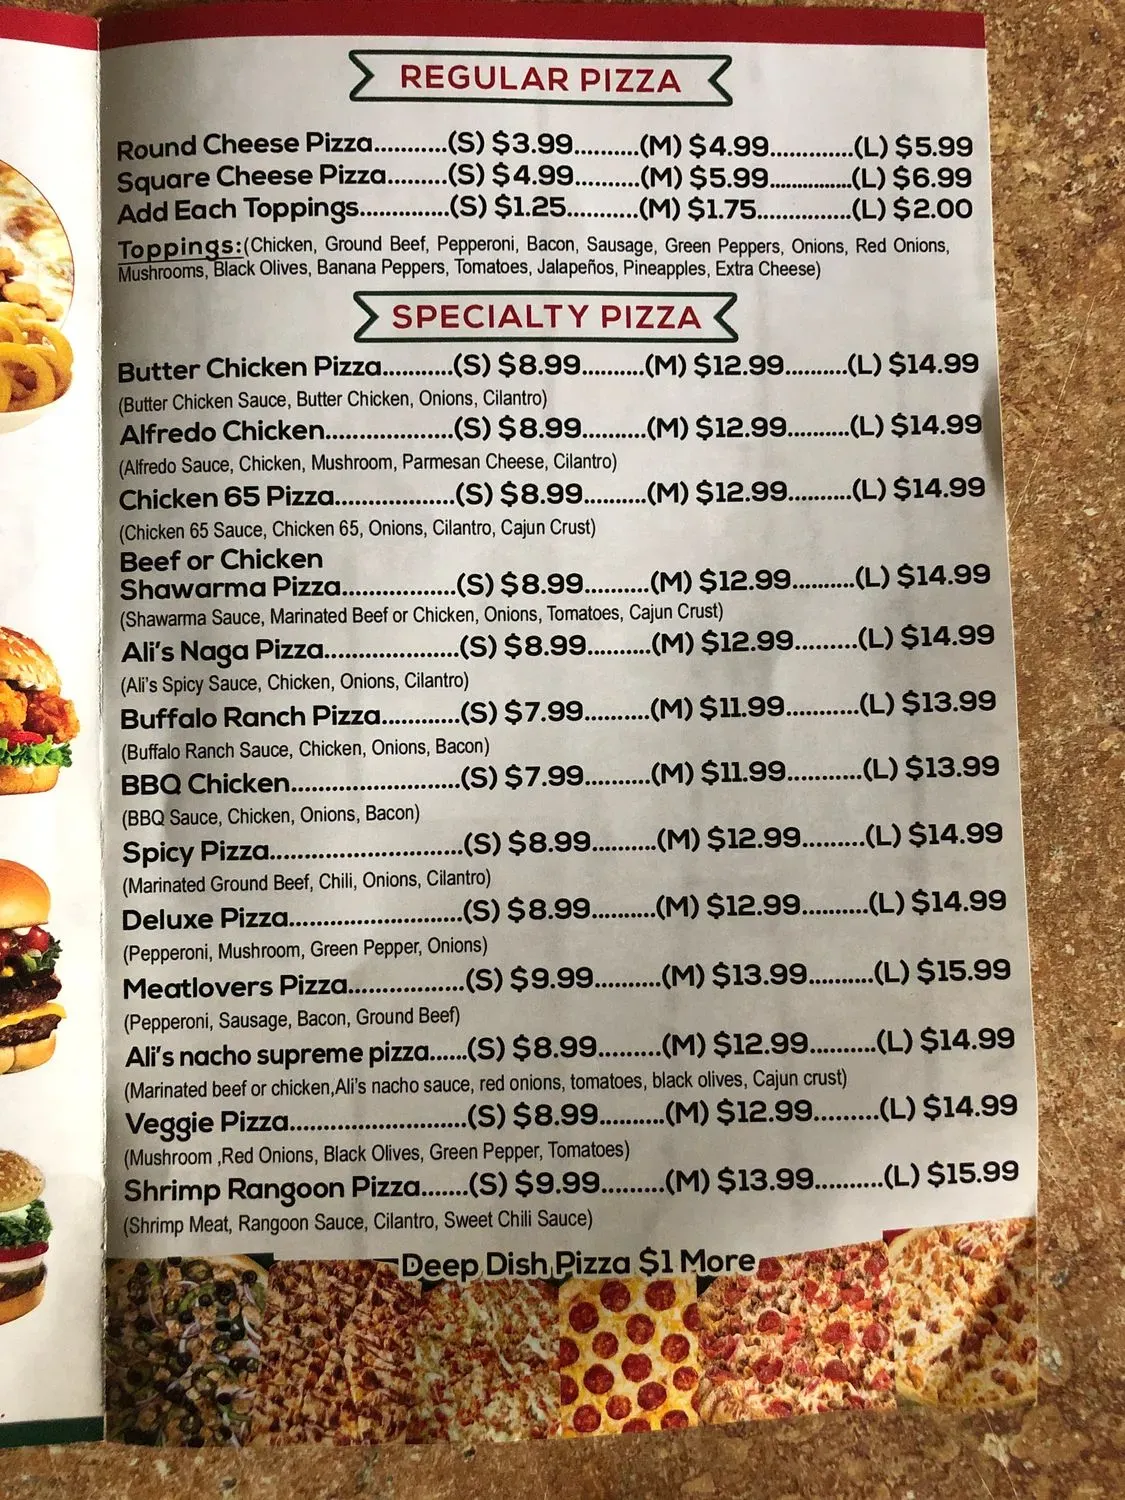 REGULAR PIZZA
Round Cheese Pizza...........(S) $3.99..........(M) $4.99.............(L) $5.99
Square Cheese Pizza.........(S) $4.99..........(M) $5.99................(L) $6.99
Add Each Toppings..............(S) $1.25...........(M) $1.75..............(L) $2.00
Toppings:(Chicken, Ground Beef, Pepperoni, Bacon, Sausage, Green Peppers, Onions, Red Onions,
Mushrooms, Black Olives, Banana Peppers, Tomatoes, Jalapeños, Pineapples, Extra Cheese)
SPECIALTY PIZZA
Butter Chicken Pizza...........(S) $8.99..........(M) $12.99..........(L) $14.99
(Butter Chicken Sauce, Butter Chicken, Onions, Cilantro)
Alfredo Chicken....................(S) $8.99..........(M) $12.99..........(L) $14.99
(Alfredo Sauce, Chicken, Mushroom, Parmesan Cheese, Cilantro)
Chicken 65 Pizza...................(S) $8.99..........(M) $12.99..........(L) $14.99
(Chicken 65 Sauce, Chicken 65, Onions, Cilantro, Cajun Crust)
Beef or Chicken
Shawarma Pizza..................(S) $8.99..........(M) $12.99..........(L) $14.99
(Shawarma Sauce, Marinated Beef or Chicken, Onions, Tomatoes, Cajun Crust)
Ali's Naga Pizza.....................(S) $8.99..........(M) $12.99..........(L) $14.99
(Ali's Spicy Sauce, Chicken, Onions, Cilantro)
Buffalo Ranch Pizza............(S) $7.99..........(M) $11.99...........(L) $13.99
(Buffalo Ranch Sauce, Chicken, Onions, Bacon)
BBQ Chicken...........................(S) $7.99..........(M) $11.99............(L) $13.99
(BBQ Sauce, Chicken, Onions, Bacon)
Spicy Pizza..............................(S) $8.99..........(M) $12.99..........(L) $14.99
(Marinated Ground Beef, Chili, Onions, Cilantro)
Deluxe Pizza...........................(S) $8.99..........(M) $12.99..........(L) $14.99
(Pepperoni, Mushroom, Green Pepper, Onions)
Meatlovers Pizza..................(S) $9.99..........(M) $13.99..........(L) $15.99
(Pepperoni, Sausage, Bacon, Ground Beef)
Ali's nacho supreme pizza......(S) $8.99..........(M) $12.99..........(L) $14.99
(Marinated beef or chicken,Ali's nacho sauce, red onions, tomatoes, black olives, Cajun crust)
Veggie Pizza............................(S) $8.99..........(M) $12.99..........(L) $14.99
(Mushroom ,Red Onions, Black Olives, Green Pepper, Tomatoes)
Shrimp Rangoon Pizza.......(S) $9.99.........(M) $13.99...........(L) $15.99
(Shrimp Meat, Rangoon Sauce, Cilantro, Sweet Chili Sauce)
Deep Dish Pizza $1 More